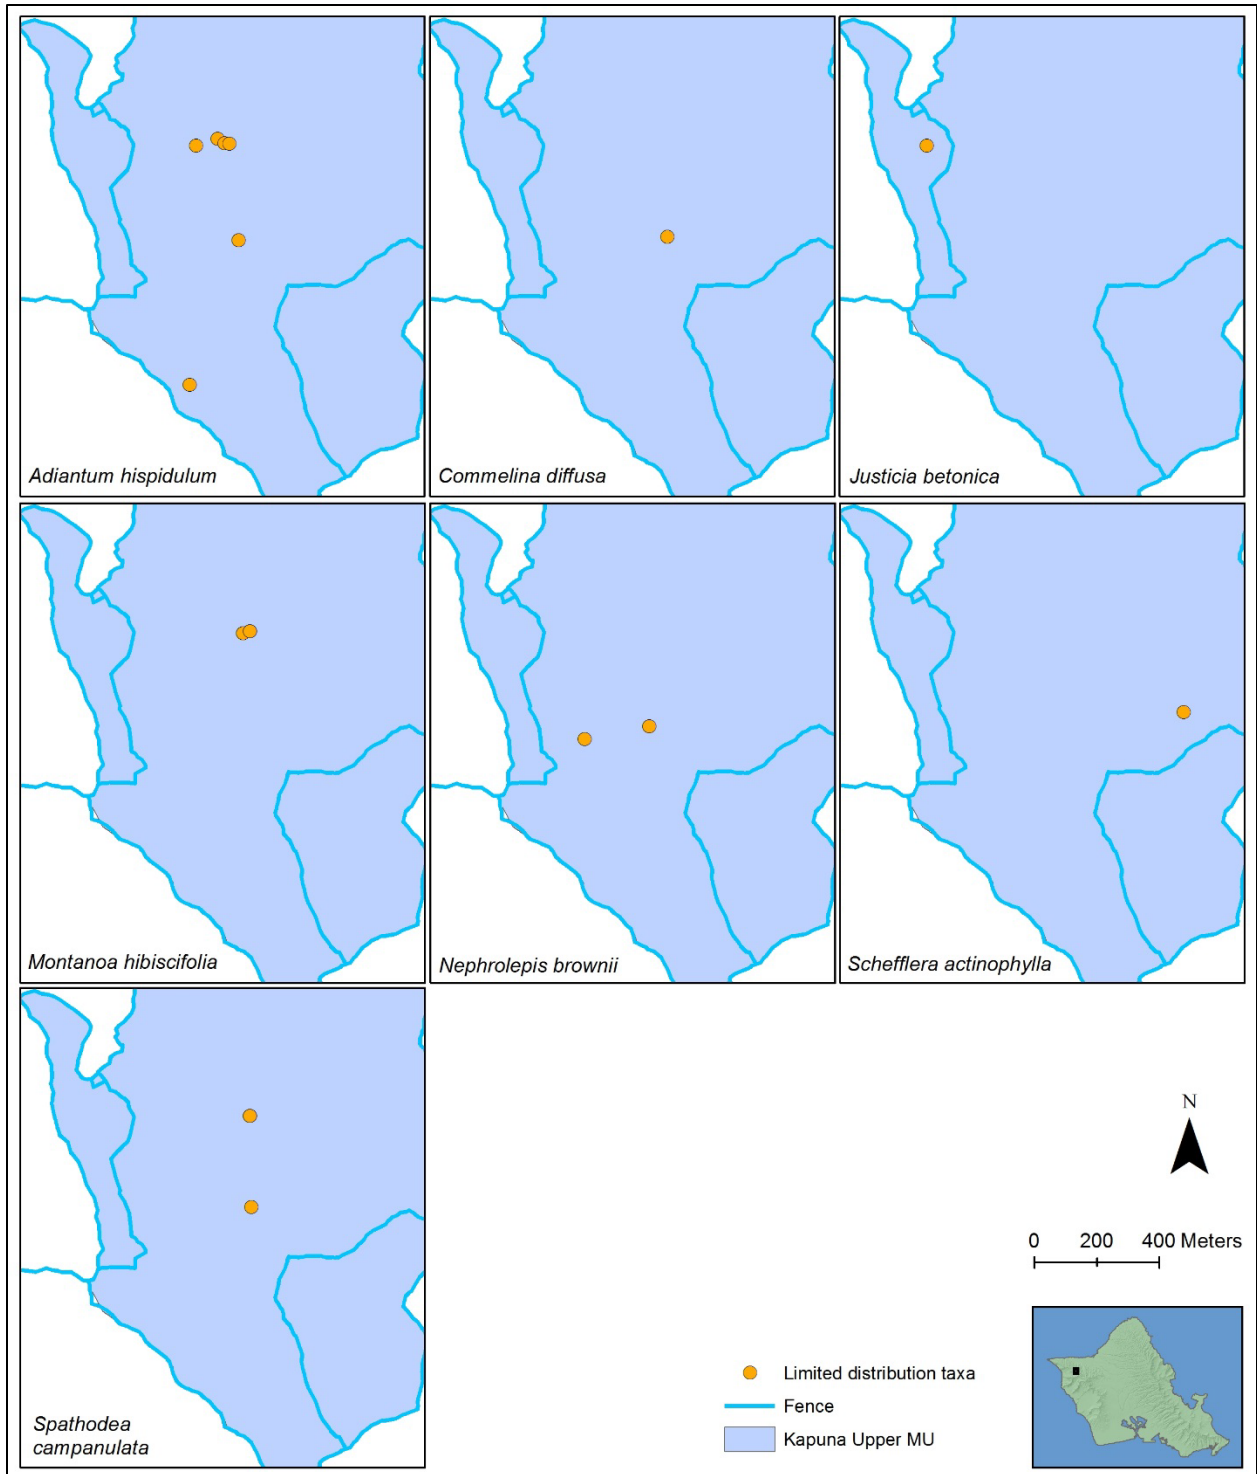 Adiantum hispidulum
Commelina diffusa
Justicia betonica
Montanoa hibiscifolia
Nephrolepis brownii
Schefflera actinophylla
Spathodea
campanulata
N
0 200 400 Meters
Limited distribution taxa
Fence
Kapuna Upper MU